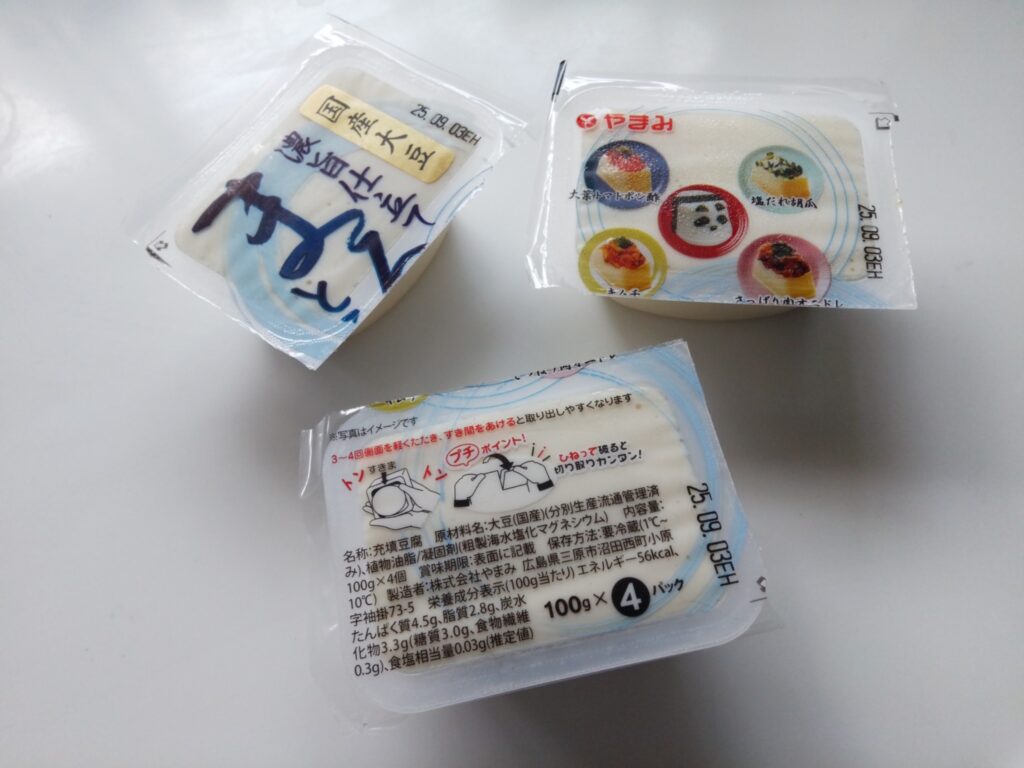 国産大豆
25.09.03EH
濃旨仕立て
まんどく
やまみ
大葉トマトポン酢
塩だれ胡瓜
キムチ
さっぱり肉オニドレ
25.09.03EH
※写真はイメージです
3〜4回側面を軽くたたき、すき間をあけると取り出しやすくなります
トン
すきま
イン
プチ
ポイント!
ひねって破ると
切り取りカンタン!
名称:充填豆腐 原材料名:大豆(国産)(分別生産流通管理済
み)、植物油脂/凝固剤(粗製海水塩化マグネシウム) 内容量:
100g×4個 賞味期限:表面に記載 保存方法:要冷蔵(1℃~
10℃) 製造者:株式会社やまみ 広島県三原市沼田西町小原
字袖掛73-5 栄養成分表示(100g当たり)エネルギー56kcal、
たんぱく質4.5g、脂質2.8g、炭水
化物3.3g(糖質3.0g、食物繊維
0.3g)、食塩相当量0.03g(推定値)
100g×4パック
25.09.03EH